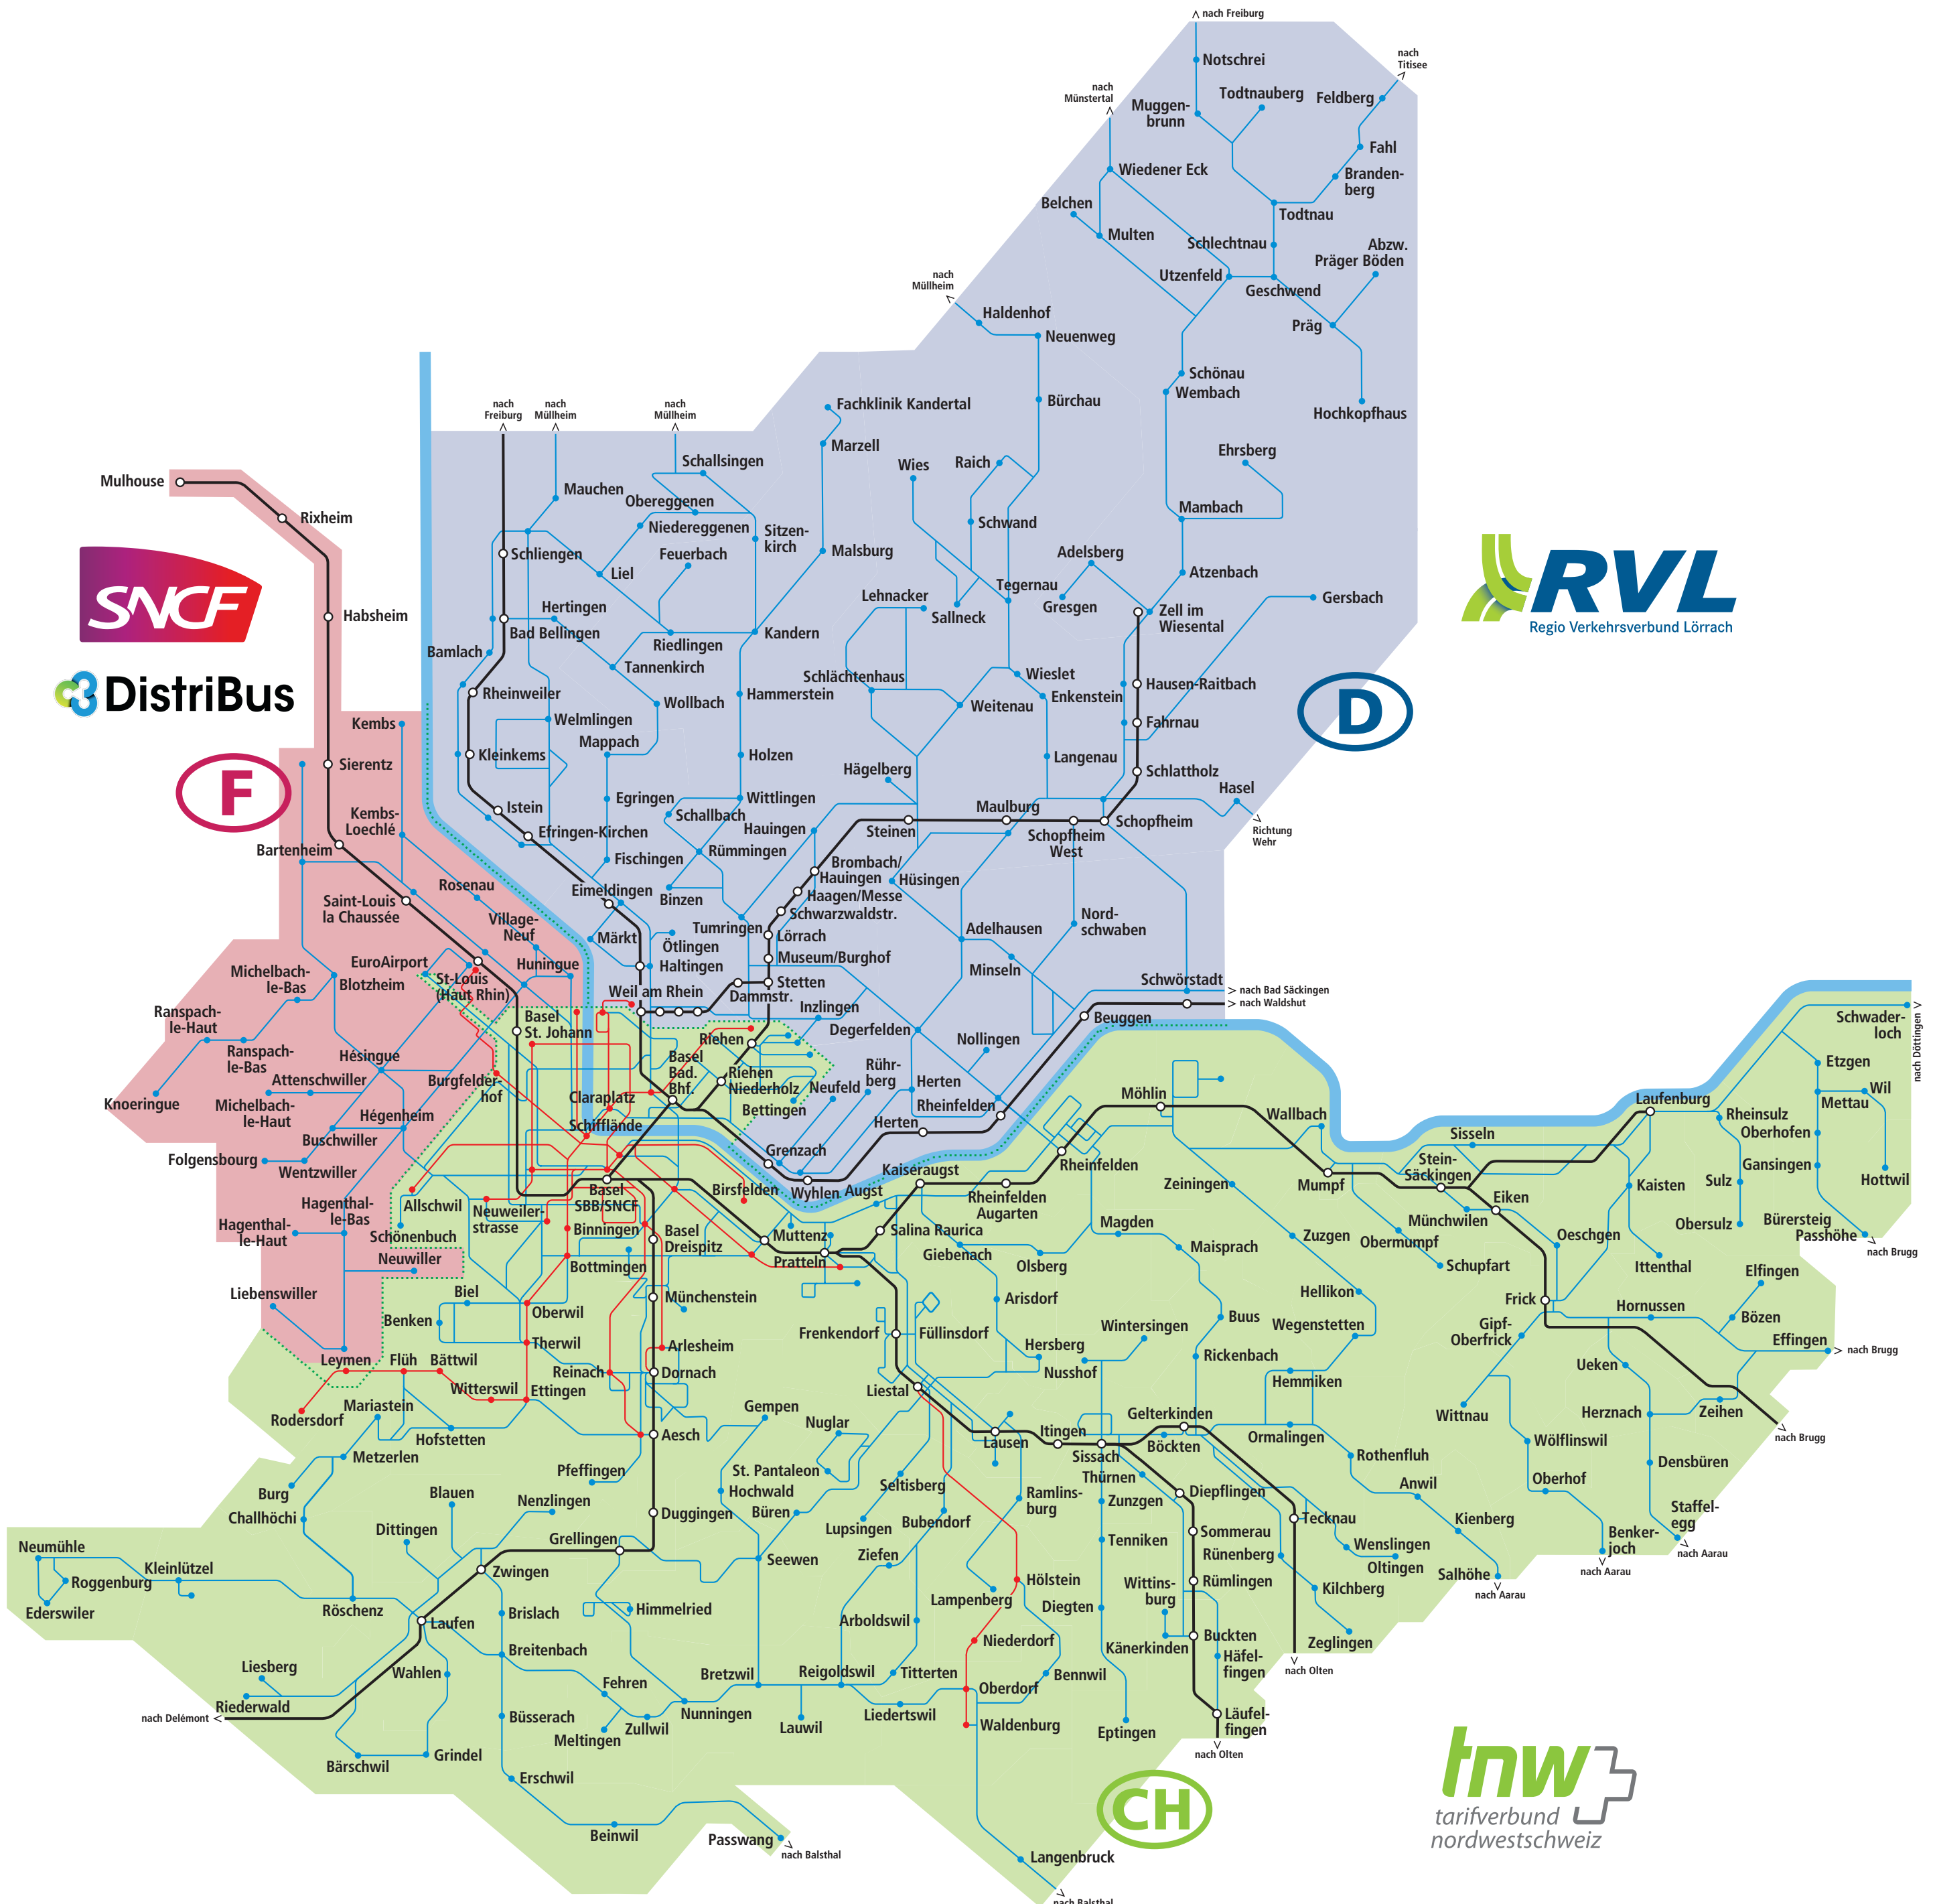 nach Freiburg
Notschrei
nach
Titisee
nach
Münstertal
Muggen-
brunn
Todtnauberg
Feldberg
Fahl
Wiedener Eck
Branden-
berg
Belchen
Todtnau
Multen
Schlechtnau
Abzw.
Präger Böden
Utzenfeld
Geschwend
nach
Müllheim
Haldenhof
Neuenweg
Präg
Schönau
Wembach
Bürchau
Hochkopfhaus
nach
Freiburg
nach
Müllheim
nach
Müllheim
Fachklinik Kandertal
Marzell
Schallsingen
Wies
Raich
Ehrsberg
Mulhouse
Mauchen
Obereggenen
Rixheim
Niedereggenen
Sitzen-
kirch
Schwand
Mambach
Schliengen
Feuerbach
Malsburg
Adelsberg
Liel
Atzenbach
SNCF
RVL
Regio Verkehrsverbund Lörrach
Habsheim
Hertingen
Bad Bellingen
Lehnacker
Tegernau
Sallneck
Gresgen
Zell im
Wiesental
Gersbach
Riedlingen
Kandern
Bamlach
Tannenkirch
Schlächtenhaus
Wieslet
DistriBus
Rheinweiler
Wollbach
Hammerstein
Weitenau
Enkenstein
Hausen-Raitbach
D
Kembs
Welmlingen
Fahrnau
Mappach
Kleinkems
Holzen
Langenau
Sierentz
Hägelberg
Schlattholz
F
Istein
Egringen
Wittlingen
Hasel
Schallbach
Maulburg
Kembs-
Loechlé
Efringen-Kirchen
Hauingen
Steinen
Schopfheim
West
Schopfheim
Richtung
Wehr
Bartenheim
Fischingen
Rümmingen
Brombach/
Hauingen
Rosenau
Eimeldingen
Binzen
Haagen/Messe
Hüsingen
Saint-Louis
la Chaussée
Schwarzwaldstr.
Village-
Neuf
Tumringen
Lörrach
Adelhausen
Nord-
schwaben
Märkt
Ötlingen
Museum/Burghof
EuroAirport
Huningue
Haltingen
Minseln
Michelbach-
le-Bas
Blotzheim
St-Louis
(Haut Rhin)
Weil am Rhein
Dammstr.
Stetten
Schwörstadt
nach Bad Säckingen
nach Waldshut
Ranspach-
le-Haut
Basel
St. Johann
Inzlingen
Degerfelden
Beuggen
Schwader-
loch
nach Döttingen
Riehen
Ranspach-
le-Bas
Hésingue
Basel
Bad.
Bhf.
Nollingen
Etzgen
Attenschwiller
Burgfelder-
hof
Riehen
Niederholz
Rühr-
berg
Neufeld
Herten
Möhlin
Wil
Mettau
Knoeringue
Michelbach-
le-Haut
Claraplatz
Bettingen
Rheinfelden
Wallbach
Laufenburg
Rheinsulz
Hégenheim
Schifflände
Herten
Sisseln
Oberhofen
Buschwiller
Folgensbourg
Wentzwiller
Grenzach
Rheinfelden
Stein-
Säckingen
Gansingen
Kaiseraugst
Mumpf
Sulz
Hottwil
Birsfelden
Wyhlen
Augst
Rheinfelden
Augarten
Zeiningen
Eiken
Kaisten
Hagenthal-
le-Bas
Allschwil
Neuweiler-
strasse
Basel
SBB/SNCF
Münchwilen
Obersulz
Bürersteig
Passhöhe
nach Brugg
Hagenthal-
le-Haut
Schönenbuch
Binningen
Basel
Dreispitz
Muttenz
Salina Raurica
Magden
Zuzgen
Obermumpf
Oeschgen
Neuwiller
Bottmingen
Pratteln
Giebenach
Olsberg
Maisprach
Schupfart
Ittenthal
Elfingen
Liebenswiller
Biel
Münchenstein
Arisdorf
Hellikon
Frick
Hornussen
Bözen
Benken
Oberwil
Frenkendorf
Füllinsdorf
Wintersingen
Buus
Wegenstetten
Gipf-
Oberfrick
Effingen
nach Brugg
Therwil
Arlesheim
Hersberg
Leymen
Flüh
Bättwil
Reinach
Dornach
Nusshof
Rickenbach
Ueken
Witterswil
Ettingen
Liestal
Hemmiken
Rodersdorf
Mariastein
Gempen
Nuglar
Gelterkinden
Wittnau
Herznach
Zeihen
Hofstetten
Aesch
Itingen
Ormalingen
nach Brugg
Metzerlen
Lausen
Sissach
Böckten
Wölflinswil
Pfeffingen
St. Pantaleon
Rothenfluh
Densbüren
Burg
Hochwald
Seltisberg
Thürnen
Oberhof
Blauen
Nenzlingen
Ramlins-
burg
Zunzgen
Diepflingen
Anwil
Challhöchi
Duggingen
Büren
Staffel-
egg
Dittingen
Lupsingen
Bubendorf
Sommerau
Tecknau
Kienberg
Benker-
joch
Grellingen
Tenniken
Neumühle
Kleinlützel
Seewen
Ziefen
Rünenberg
Wenslingen
Oltingen
nach Aarau
Zwingen
Salhöhe
nach Aarau
Roggenburg
Hölstein
Wittins-
burg
Rümlingen
Kilchberg
nach Aarau
Ederswiler
Röschenz
Brislach
Himmelried
Lampenberg
Diegten
Laufen
Arboldswil
Niederdorf
Känerkinden
Buckten
Zeglingen
Breitenbach
Häfel-
fingen
nach Olten
Liesberg
Wahlen
Bretzwil
Reigoldswil
Titterten
Bennwil
Fehren
Oberdorf
Riederwald
nach Delémont
Büsserach
Nunningen
Lauwil
Liedertswil
Läufel-
fingen
Meltingen
Zullwil
Waldenburg
Eptingen
nach Olten
Bärschwil
Grindel
Erschwil
CH
tnw
tarifverbund
nordwestschweiz
Beinwil
Passwang
nach Balsthal
Langenbruck
nach Balsthal